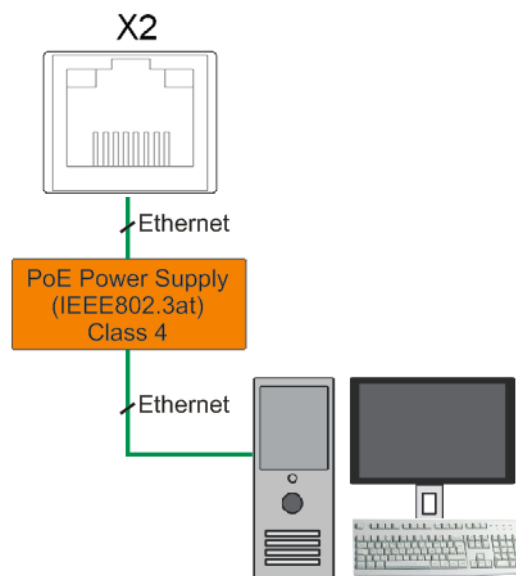 X2
Ethernet
PoE Power Supply
(IEEE802.3at)
Class 4
Ethernet